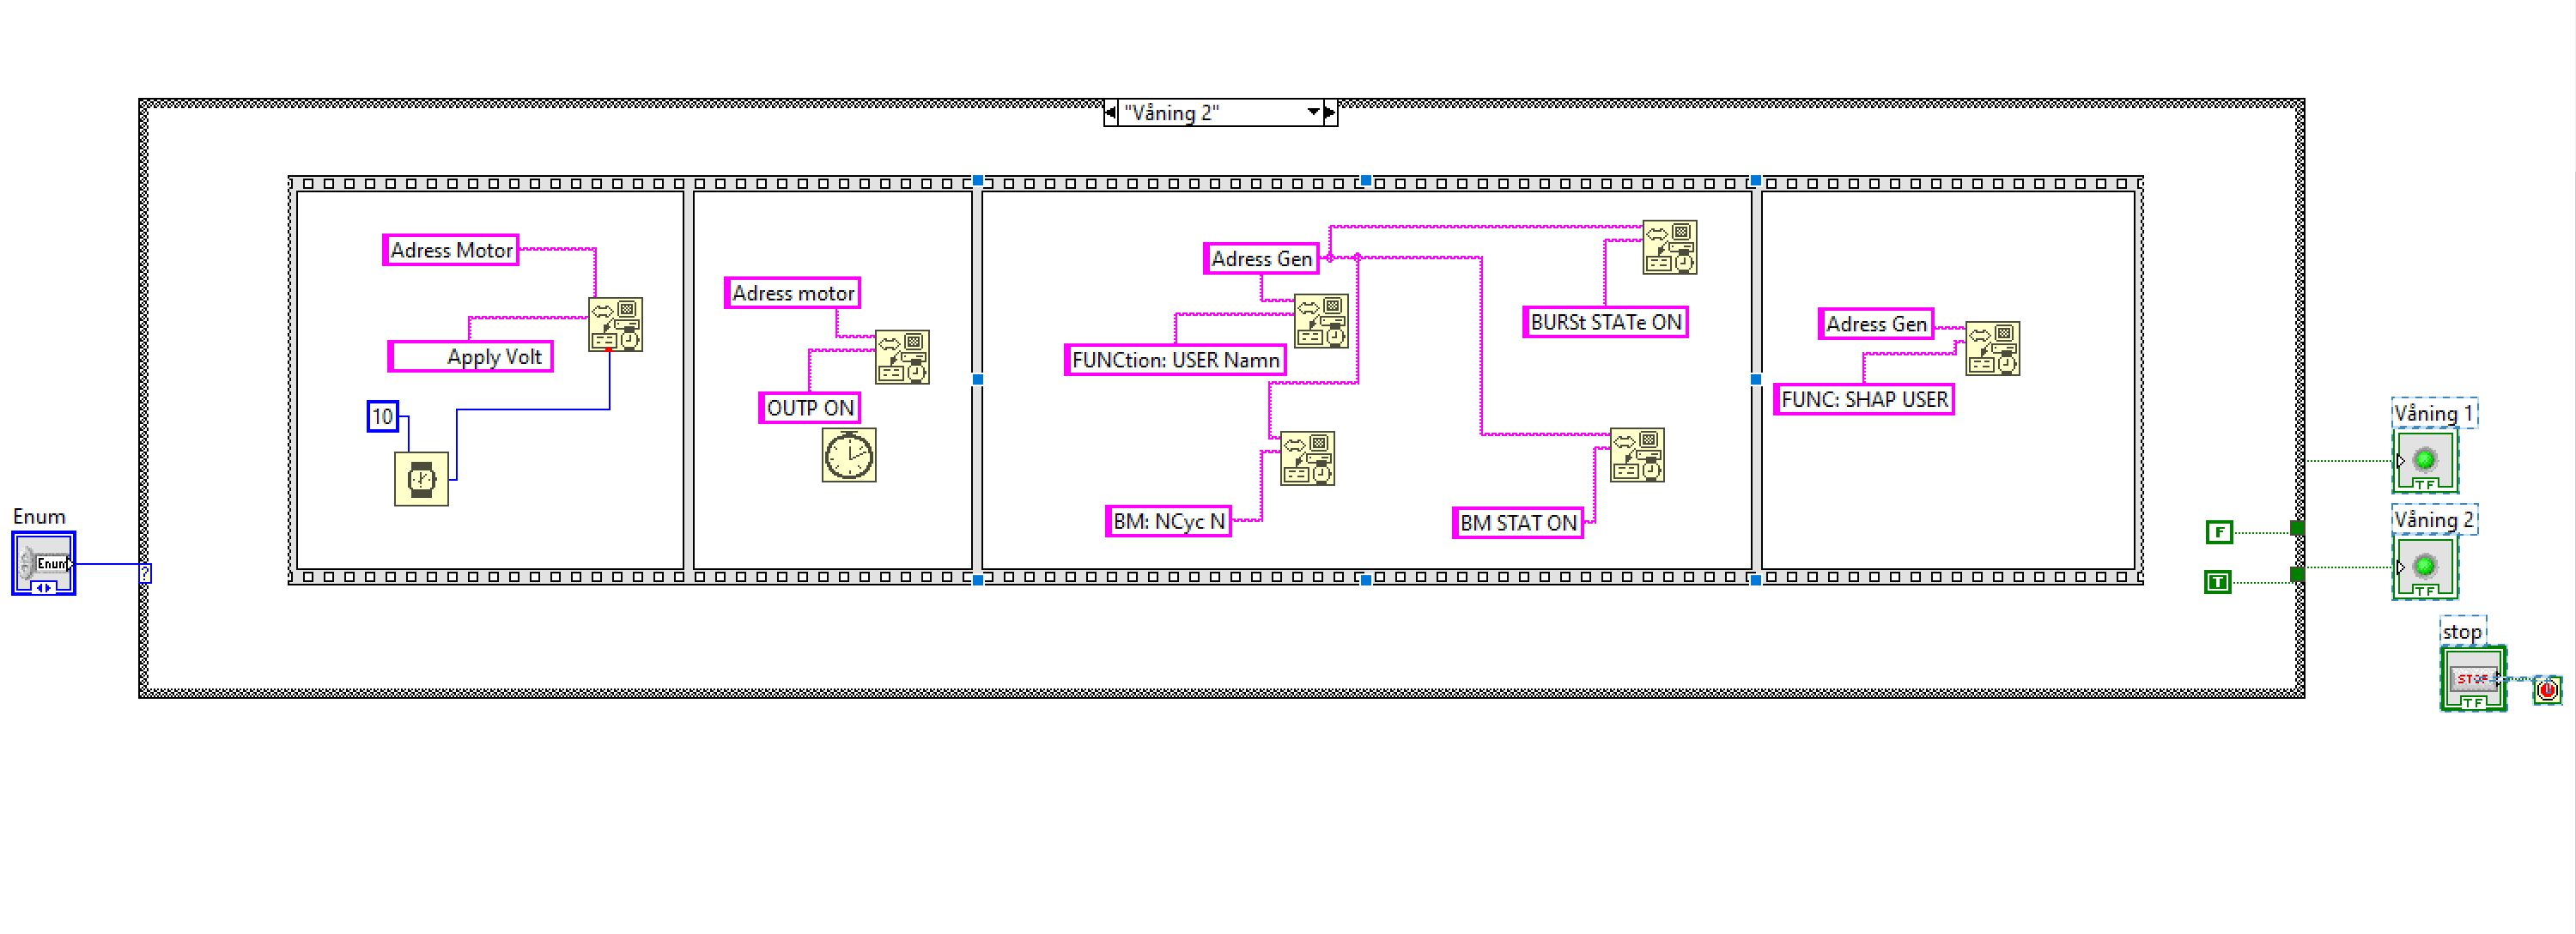 "Våning 2"
Adress Motor
Apply Volt
10
Adress motor
OUTP ON
Adress Gen
FUNCtion: USER Namn
BURSt STATe ON
BM: NCyc N
BM STAT ON
Adress Gen
FUNC: SHAP USER
Enum
Enum
?
F
T
Våning 1
TF
Våning 2
TF
stop
STOP
TF